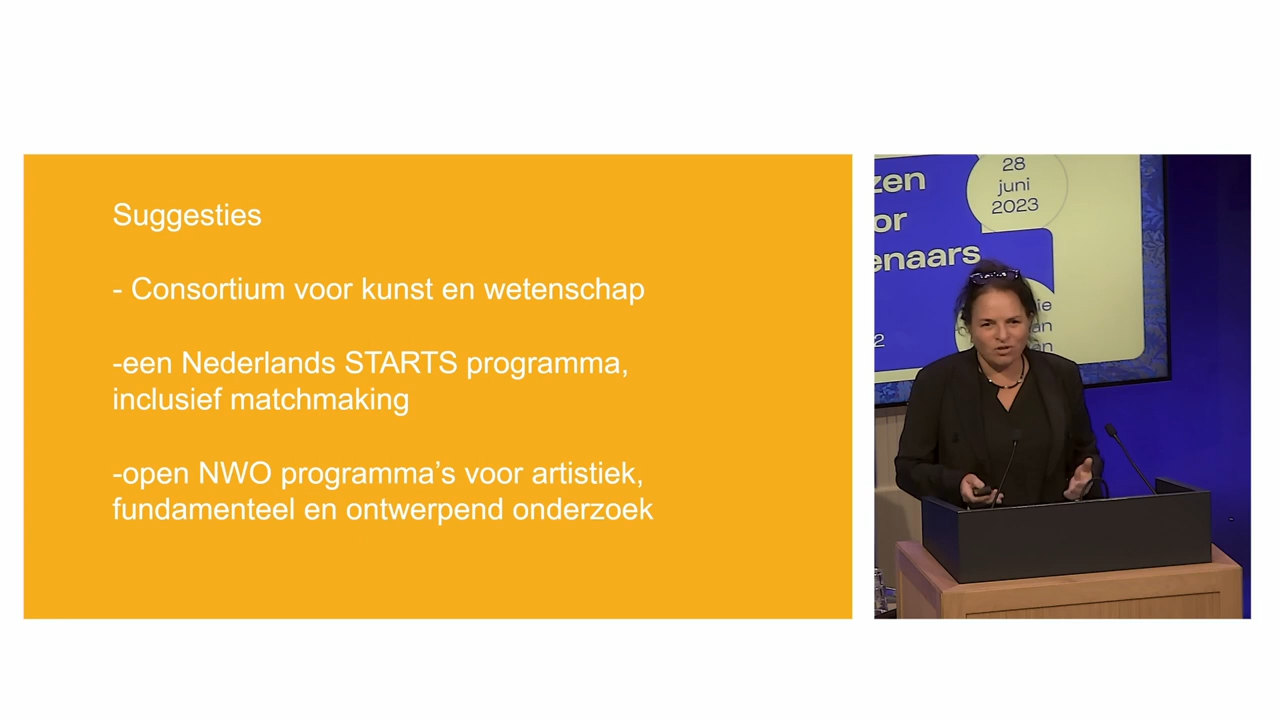 Suggesties
- Consortium voor kunst en wetenschap
-een Nederlands STARTS programma,
inclusief matchmaking
-open NWO programma's voor artistiek,
fundamenteel en ontwerpend onderzoek
28
juni
2023